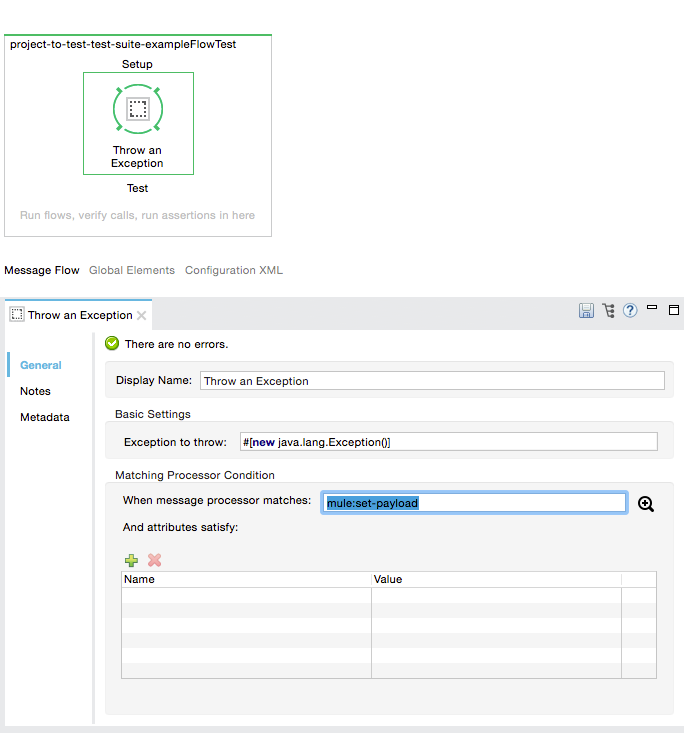 project-to-test-test-suite-exampleFlowTest
Setup
Throw an
Exception
Test
Run flows, verify calls, run assertions in here
Message Flow Global Elements Configuration XML
Throw an Exception
There are no errors.
General
Notes
Metadata
Display Name: Throw an Exception
Basic Settings
Exception to throw: #[new java.lang.Exception()]
Matching Processor Condition
When message processor matches: mule:set-payload
And attributes satisfy:
Name Value